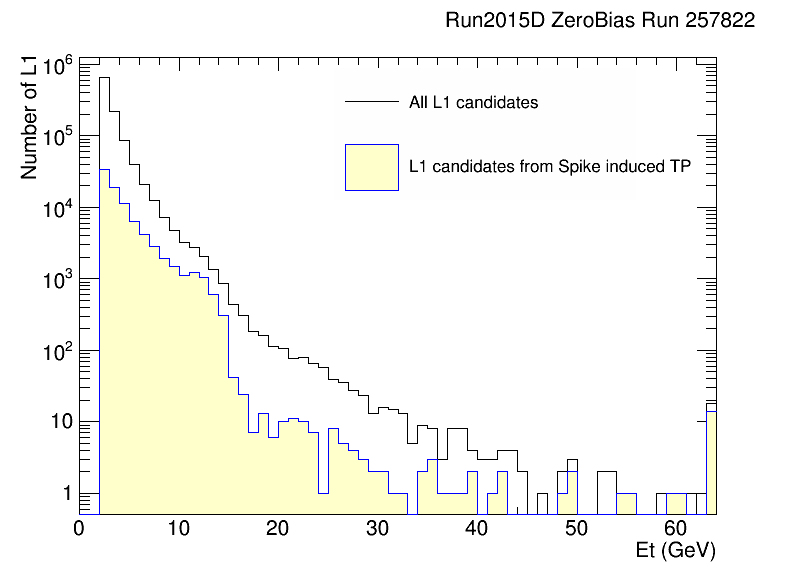 Run2015D ZeroBias Run 257822
Number of L1
All L1 candidates
L1 candidates from Spike induced TP
10^6
10^5
10^4
10^3
10^2
10
1
0 10 20 30 40 50 60
Et (GeV)